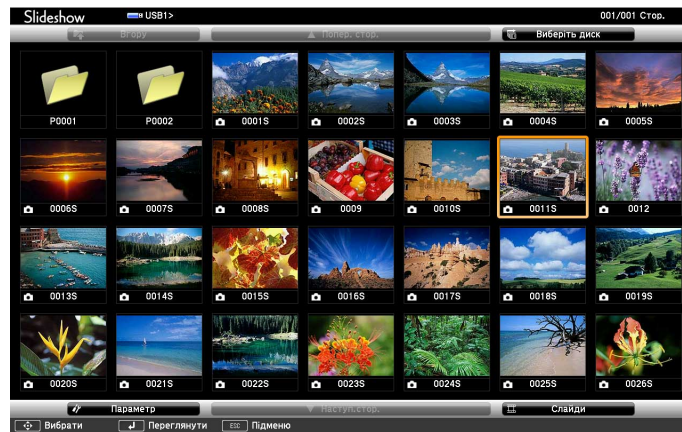 Slideshow USB1> 001/001 Стор.
Вгору Попер. стор. Виберіть диск
P0001 P0002 0001S 0002S 0003S 0004S 0005S
0006S 0007S 0008S 0009 0010S 0011S 0012
0013S 0014S 0015S 0016S 0017S 0018S 0019S
0020S 0021S 0022S 0023S 0024S 0025S 0026S
Параметр Наступ.стор. Слайди
Вибрати Переглянути ESC Підменю